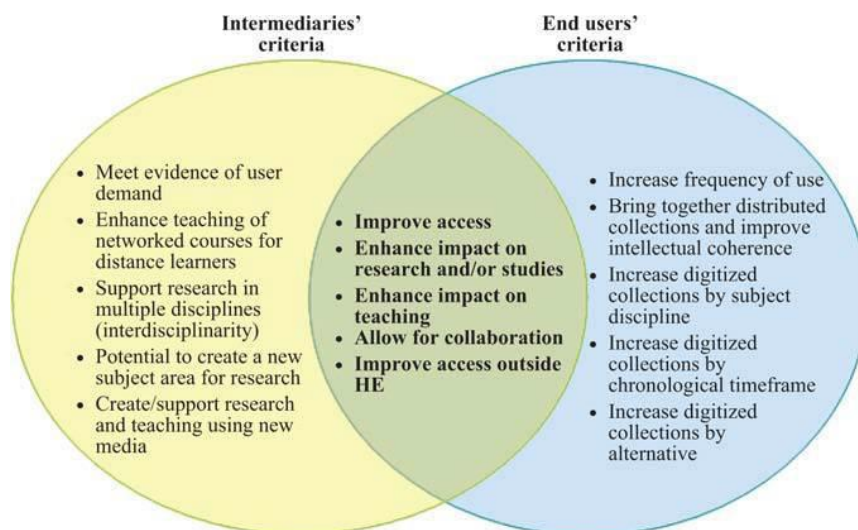 Intermediaries’
criteria
End users’
criteria
• Meet evidence of user
demand
• Enhance teaching of
networked courses for
distance learners
• Support research in
multiple disciplines
(interdisciplinarity)
• Potential to create a new
subject area for research
• Create/support research
and teaching using new
media
• Improve access
• Enhance impact on
research and/or studies
• Enhance impact on
teaching
• Allow for collaboration
• Improve access outside
HE
• Increase frequency of use
• Bring together distributed
collections and improve
intellectual coherence
• Increase digitized
collections by subject
discipline
• Increase digitized
collections by
chronological timeframe
• Increase digitized
collections by
alternative